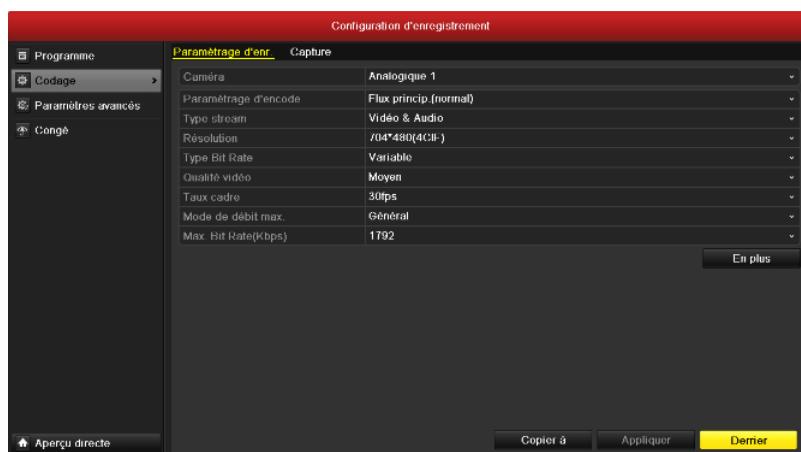 Configuration d'enregistrement
Programme
Codage
Paramètres avancés
Congé
Aperçu directe
Paramètrage d'enr. Capture
Caméra Analogique 1
Paramètrage d'encode Flux princip.(normal)
Type stream Vidéo & Audio
Résolution 704*480(4CIF)
Type Bit Rate Variable
Qualité vidéo Moyen
Taux cadre 30fps
Mode de débit max. Général
Max. Bit Rate(Kbps) 1792
En plus
Copier à Appliquer Derrier